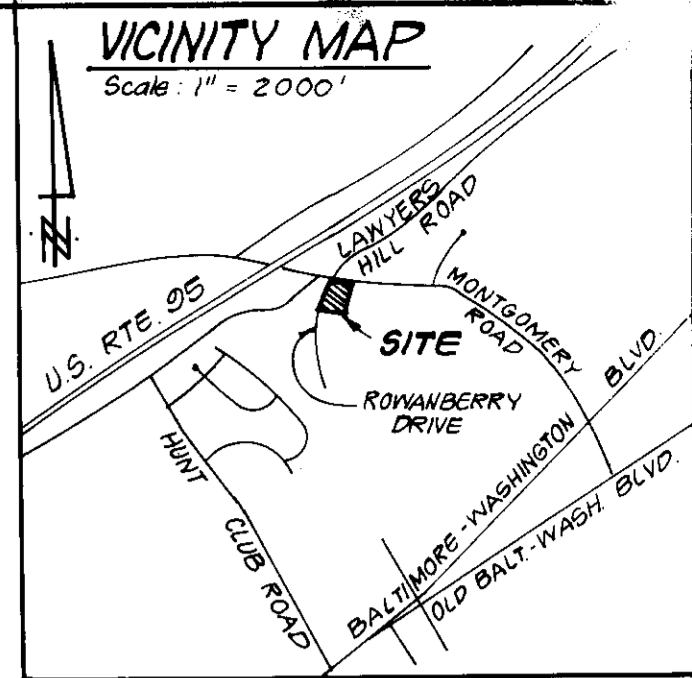 VICINITY MAP
Scale: 1" = 2000'
N
LAWYERS
HILL ROAD
U.S. RTE. 95
MONTGOMERY
ROAD
SITE
ROWANBERRY
DRIVE
HUNT CLUB ROAD
BALTIMORE-WASHINGTON BLVD.
OLD BALT.-WASH. BLVD.